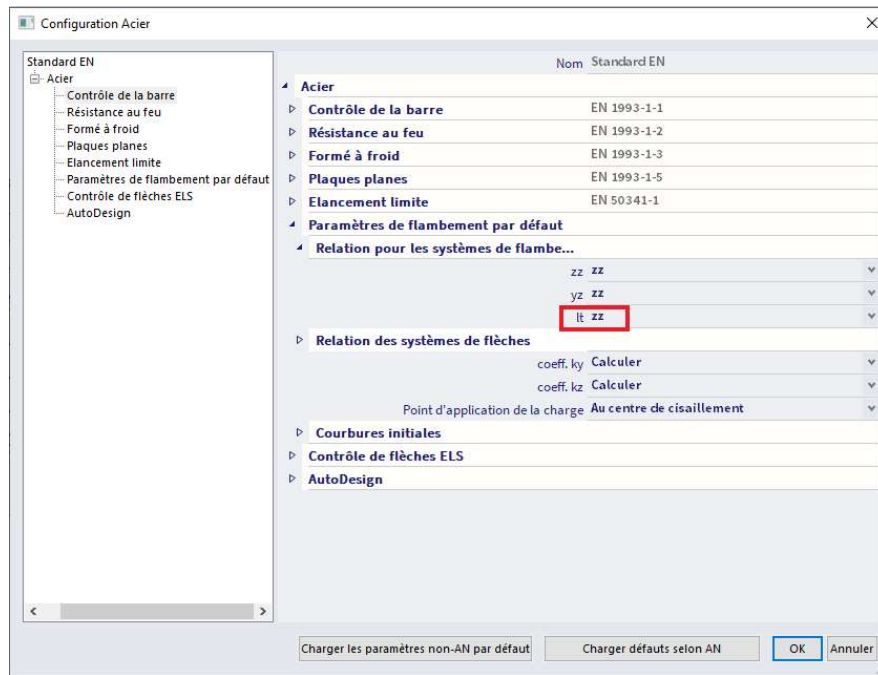 Configuration Acier
Standard EN
Acier
Contrôle de la barre
Résistance au feu
Formé à froid
Plaques planes
Elancement limite
Paramètres de flambement par défaut
Contrôle de flèches ELS
AutoDesign
Nom Standard EN
Acier
Contrôle de la barre EN 1993-1-1
Résistance au feu EN 1993-1-2
Formé à froid EN 1993-1-3
Plaques planes EN 1993-1-5
Elancement limite EN 50341-1
Paramètres de flambement par défaut
Relation pour les systèmes de flambe...
zz zz
yz zz
lt zz
Relation des systèmes de flèches
coeff. ky Calculer
coeff. kz Calculer
Point d'application de la charge Au centre de cisaillement
Courbures initiales
Contrôle de flèches ELS
AutoDesign
Charger les paramètres non-AN par défaut Charger défauts selon AN OK Annuler